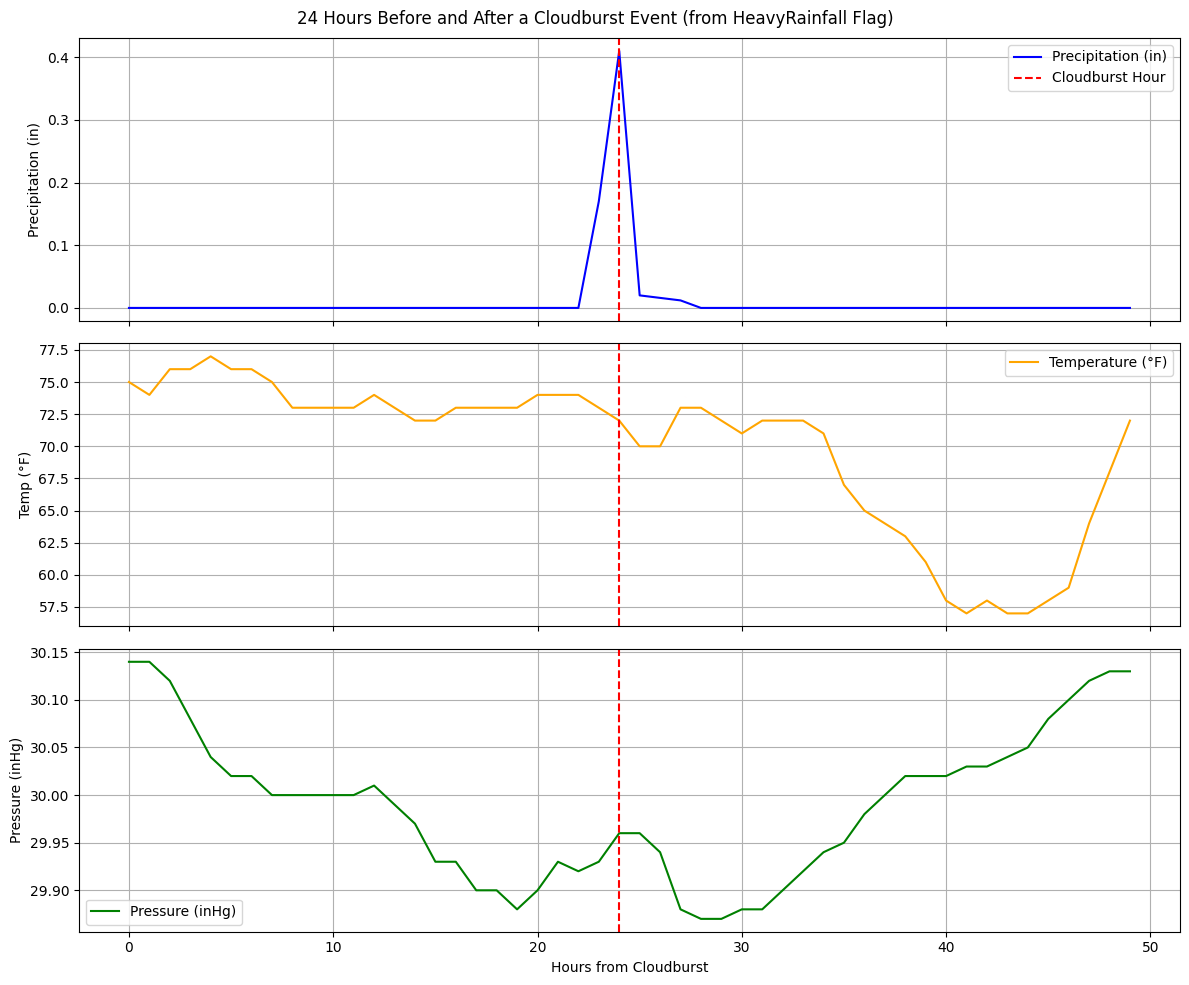 24 Hours Before and After a Cloudburst Event (from HeavyRainfall Flag)
Precipitation (in)
0.4
0.3
0.2
0.1
0.0
Precipitation (in)
Cloudburst Hour
Temp (°F)
77.5
75.0
72.5
70.0
67.5
65.0
62.5
60.0
57.5
Temperature (°F)
Pressure (inHg)
30.15
30.10
30.05
30.00
29.95
29.90
Pressure (inHg)
0 10 20 30 40 50
Hours from Cloudburst